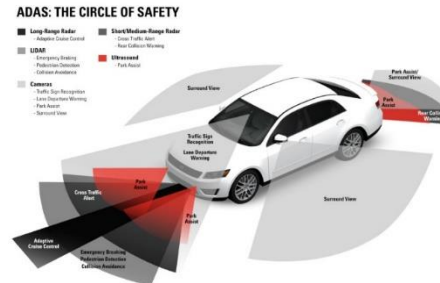 ADAS: THE CIRCLE OF SAFETY
Long-Range Radar
- Adaptive Cruise Control
LIDAR
- Emergency Braking
- Pedestrian Detection
- Collision Avoidance
Cameras
- Traffic Sign Recognition
- Lane Departure Warning
- Park Assist
- Surround View
Short/Medium-Range Radar
- Cross Traffic Alert
- Rear Collision Warning
Ultrasound
- Park Assist
Surround View
Park Assist/
Surround View
Park
Assist
Rear Collision
Warning
Traffic Sign
Recognition
Lane Departure
Warning
Surround View
Park
Assist
Cross Traffic
Alert
Park
Assist
Adaptive
Cruise Control
Emergency Breaking
Pedestrian Detection
Collision Avoidance